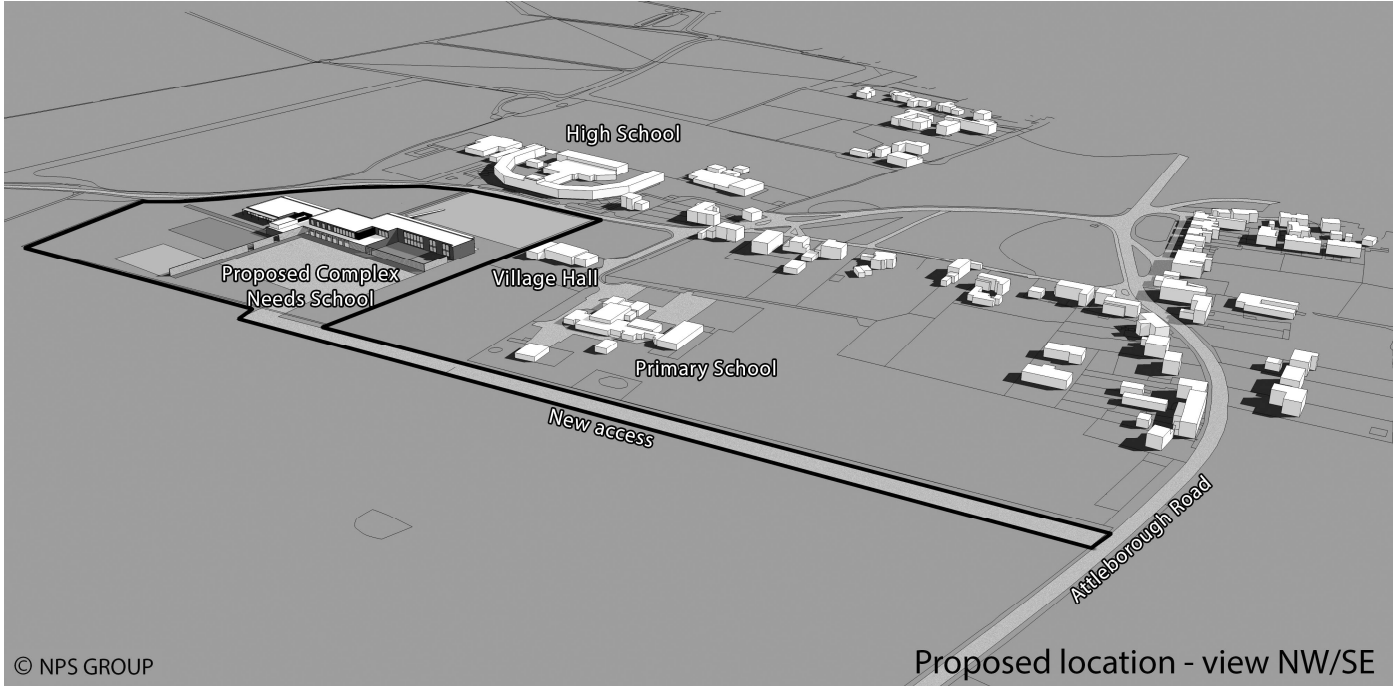 High School
Proposed Complex
Needs School
Village Hall
Primary School
New access
Attleborough Road
© NPS GROUP
Proposed location - view NW/SE